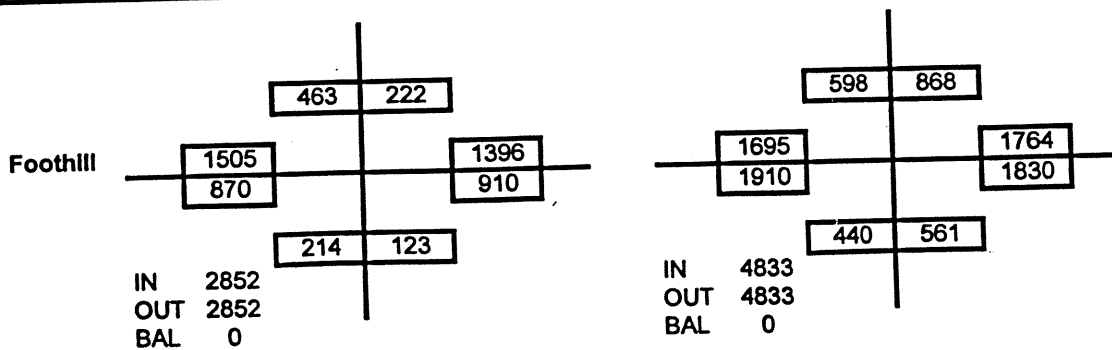 463 222
598 868
Foothill
1505
870
1396
910
1695
1910
1764
1830
214 123
440 561
IN 2852
OUT 2852
BAL 0
IN 4833
OUT 4833
BAL 0